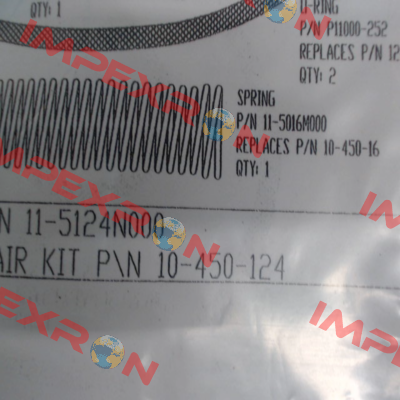 QTY: 1
O-RING
P/N P11000-252
REPLACES P/N 12
QTY: 2
SPRING
P/N 11-5016M000
REPLACES P/N 10-450-16
QTY: 1
N 11-5124N000
AIR KIT P\N 10-450-124
IMPEXRON
IMPEXRON